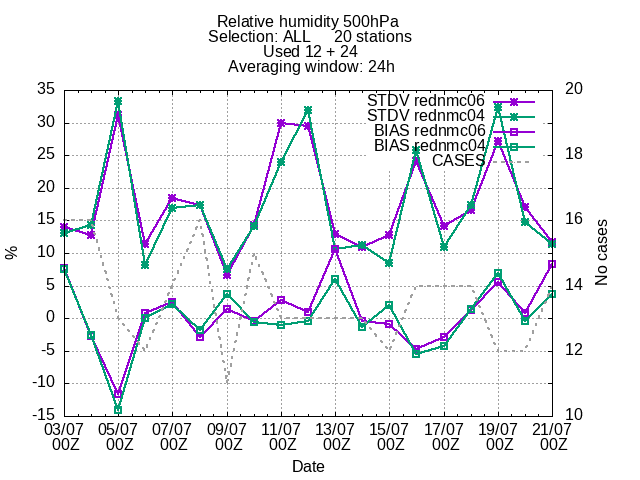 Relative humidity 500hPa
Selection: ALL 20 stations
Used 12 + 24
Averaging window: 24h
STDV rednmc06
STDV rednmc04
BIAS rednmc06
BIAS rednmc04
CASES
35
30
25
20
15
10
5
0
-5
-10
-15
%
20
18
16
14
12
10
No cases
03/07 05/07 07/07 09/07 11/07 13/07 15/07 17/07 19/07 21/07
00Z 00Z 00Z 00Z 00Z 00Z 00Z 00Z 00Z 00Z
Date